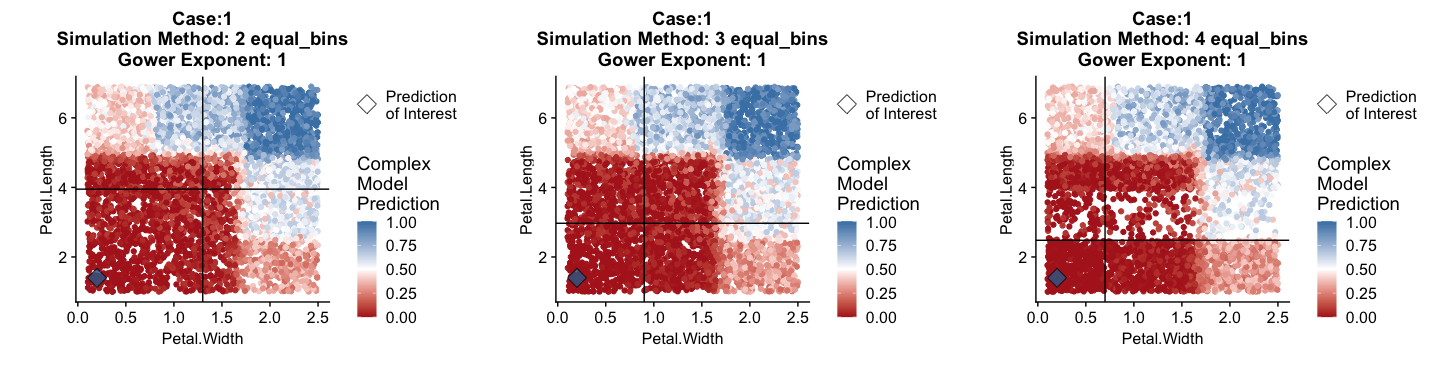 Case:1
Simulation Method: 2 equal_bins
Gower Exponent: 1
Petal.Length
6
4
2
0.0 0.5 1.0 1.5 2.0 2.5
Petal.Width
Prediction
of Interest
Complex
Model
Prediction
1.00
0.75
0.50
0.25
0.00
Case:1
Simulation Method: 3 equal_bins
Gower Exponent: 1
Petal.Length
6
4
2
0.0 0.5 1.0 1.5 2.0 2.5
Petal.Width
Prediction
of Interest
Complex
Model
Prediction
1.00
0.75
0.50
0.25
0.00
Case:1
Simulation Method: 4 equal_bins
Gower Exponent: 1
Petal.Length
6
4
2
0.0 0.5 1.0 1.5 2.0 2.5
Petal.Width
Prediction
of Interest
Complex
Model
Prediction
1.00
0.75
0.50
0.25
0.00